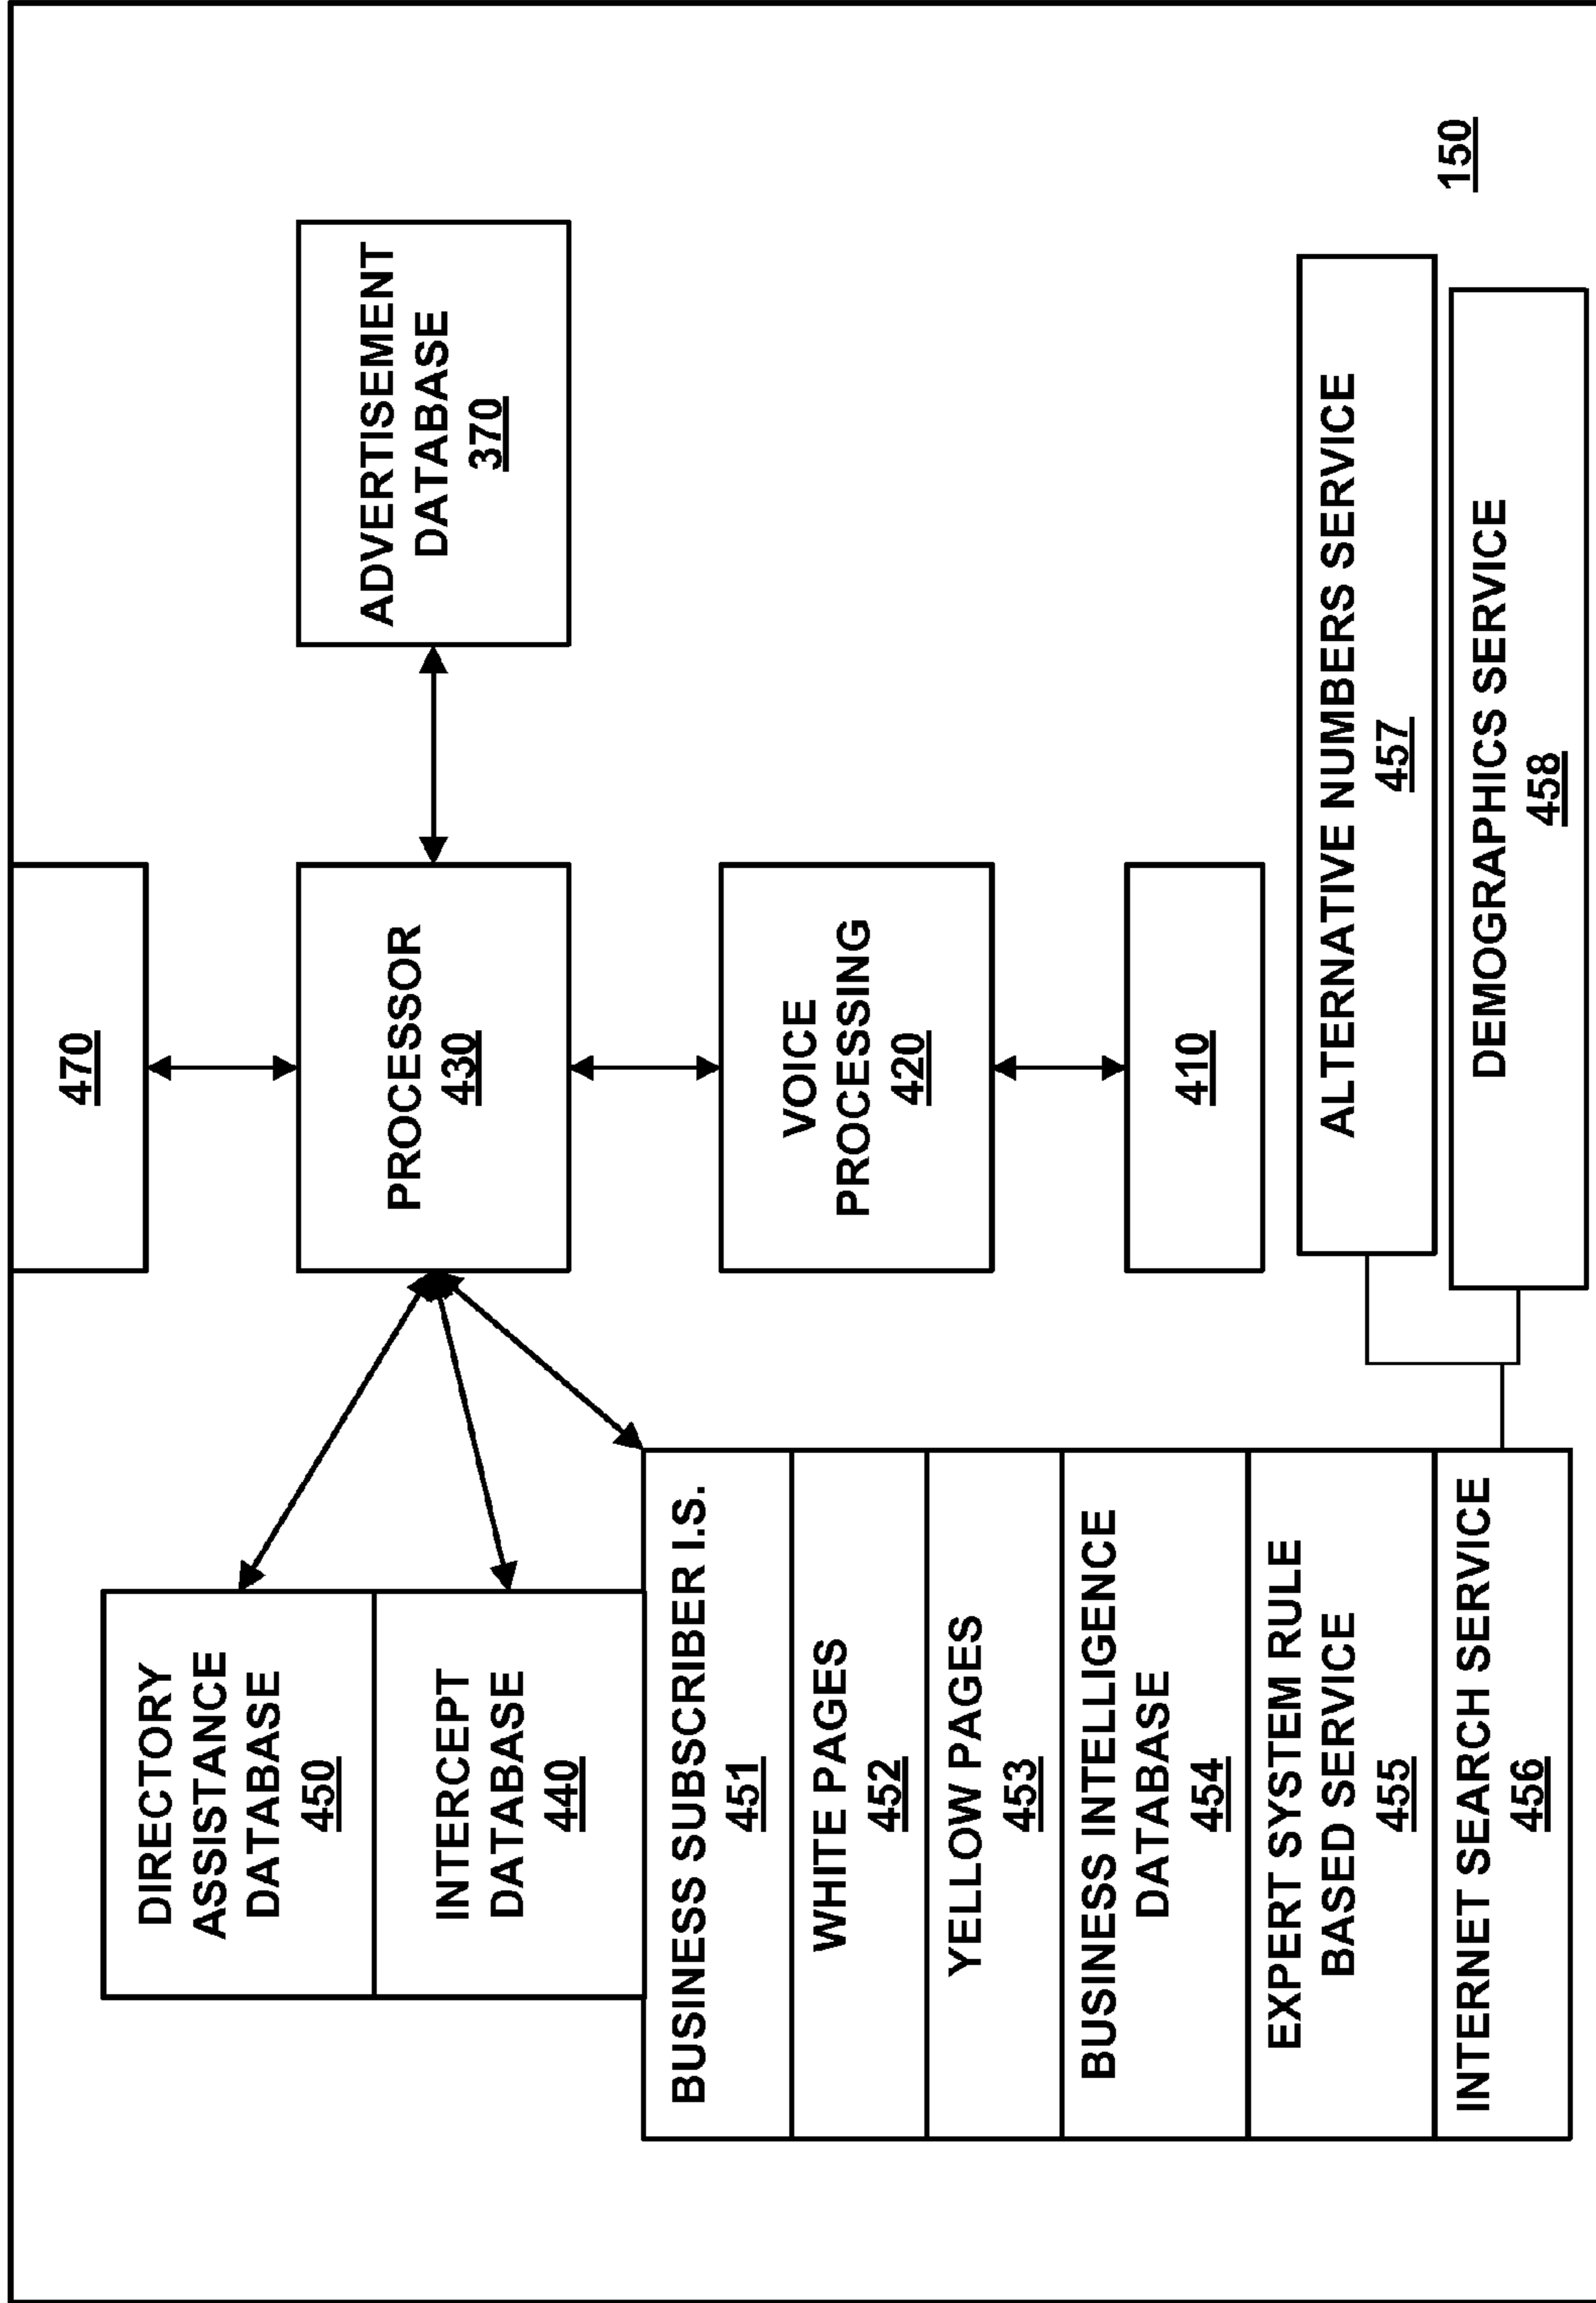 470
DIRECTORY
ASSISTANCE
DATABASE
450
INTERCEPT
DATABASE
440
PROCESSOR
430
ADVERTISEMENT
DATABASE
370
BUSINESS SUBSCRIBER I.S.
451
WHITE PAGES
452
YELLOW PAGES
453
BUSINESS INTELLIGENCE
DATABASE
454
EXPERT SYSTEM RULE
BASED SERVICE
455
INTERNET SEARCH SERVICE
456
VOICE
PROCESSING
420
410
ALTERNATIVE NUMBERS SERVICE
457
DEMOGRAPHICS SERVICE
458
150